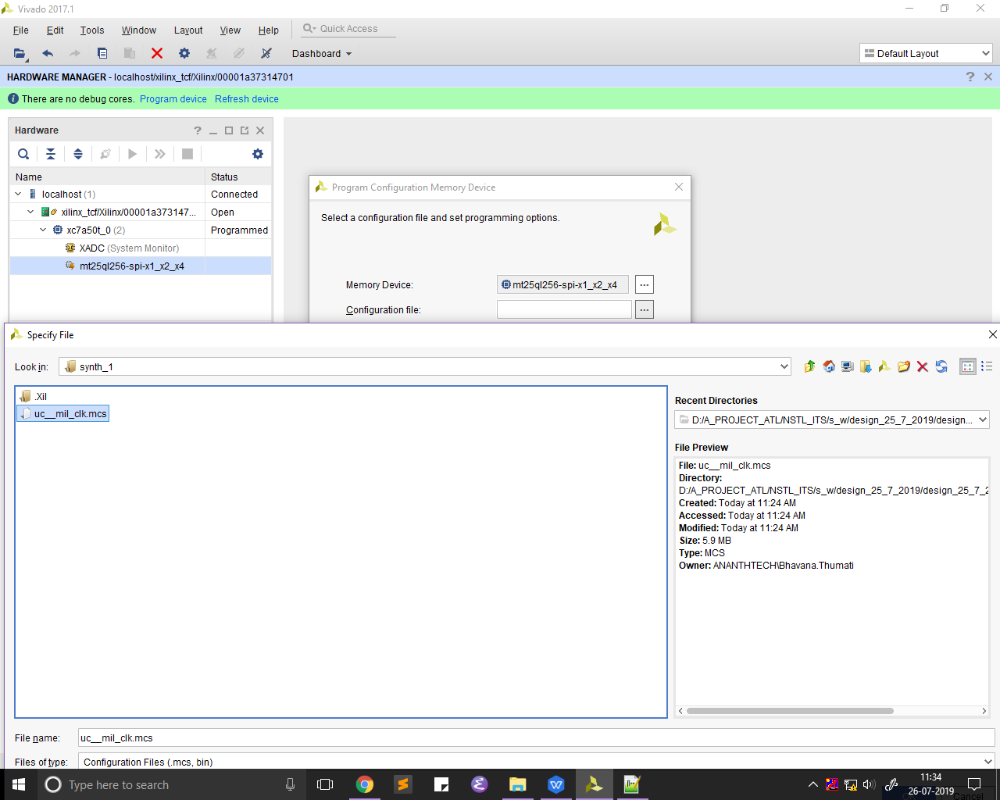 Vivado 2017.1
File Edit Tools Window Layout View Help Quick Access
Dashboard Default Layout
HARDWARE MANAGER - localhost/xilinx_tcf/Xilinx/00001a37314701
There are no debug cores. Program device Refresh device
Hardware
Name Status
localhost (1) Connected
xilinx_tcf/Xilinx/00001a373147... Open
xc7a50t_0 (2) Programmed
XADC (System Monitor)
mt25ql256-spi-x1_x2_x4
Program Configuration Memory Device
Select a configuration file and set programming options.
Memory Device: mt25ql256-spi-x1_x2_x4 ...
Configuration file: ...
Specify File
Look in: synth_1
.Xil
uc__mil_clk.mcs
Recent Directories
D:/A_PROJECT_ATL/NSTL_ITS/s_w/design_25_7_2019/design...
File Preview
File: uc__mil_clk.mcs
Directory:
D:/A_PROJECT_ATL/NSTL_ITS/s_w/design_25_7_2019/design_25_7_2
Created: Today at 11:24 AM
Accessed: Today at 11:24 AM
Modified: Today at 11:24 AM
Size: 5.9 MB
Type: MCS
Owner: ANANTHTECH\Bhavana.Thumati
File name: uc__mil_clk.mcs
Files of type: Configuration Files (.mcs, bin)
Type here to search
11:34
26-07-2019
Cancel